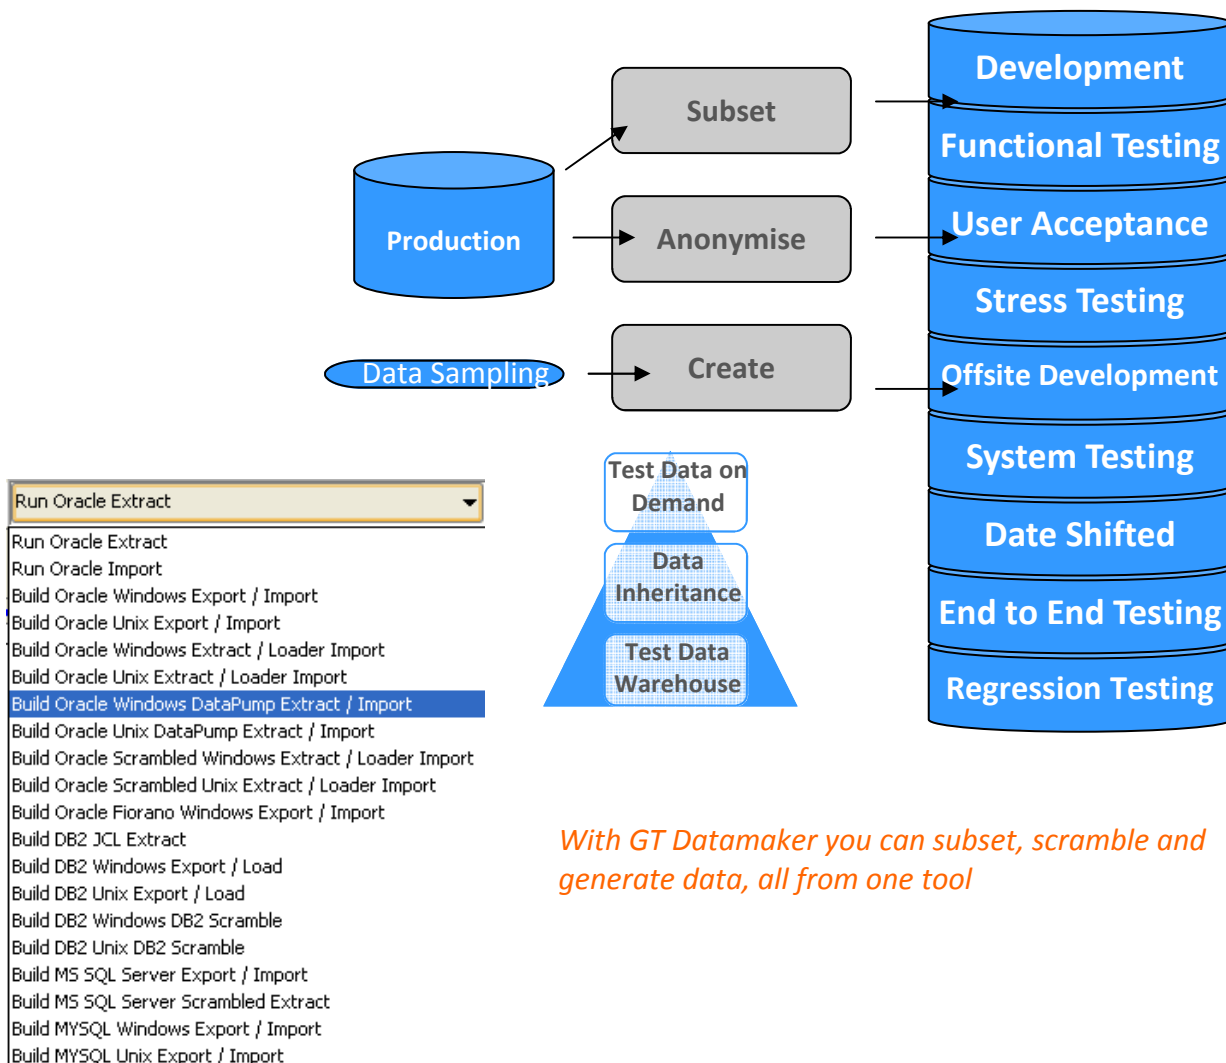 Development
Subset
Functional Testing
Production
Anonymise
User Acceptance
Stress Testing
Data Sampling
Create
Offsite Development
System Testing
Date Shifted
End to End Testing
Regression Testing
Test Data on
Demand
Data
Inheritance
Test Data
Warehouse
Run Oracle Extract
Run Oracle Extract
Run Oracle Import
Build Oracle Windows Export / Import
Build Oracle Unix Export / Import
Build Oracle Windows Extract / Loader Import
Build Oracle Unix Extract / Loader Import
Build Oracle Windows DataPump Extract / Import
Build Oracle Unix DataPump Extract / Import
Build Oracle Scrambled Windows Extract / Loader Import
Build Oracle Scrambled Unix Extract / Loader Import
Build Oracle Fiorano Windows Export / Import
Build DB2 JCL Extract
Build DB2 Windows Export / Load
Build DB2 Unix Export / Load
Build DB2 Windows DB2 Scramble
Build DB2 Unix DB2 Scramble
Build MS SQL Server Export / Import
Build MS SQL Server Scrambled Extract
Build MYSQL Windows Export / Import
Build MYSQL Unix Export / Import
With GT Datamaker you can subset, scramble and
generate data, all from one tool